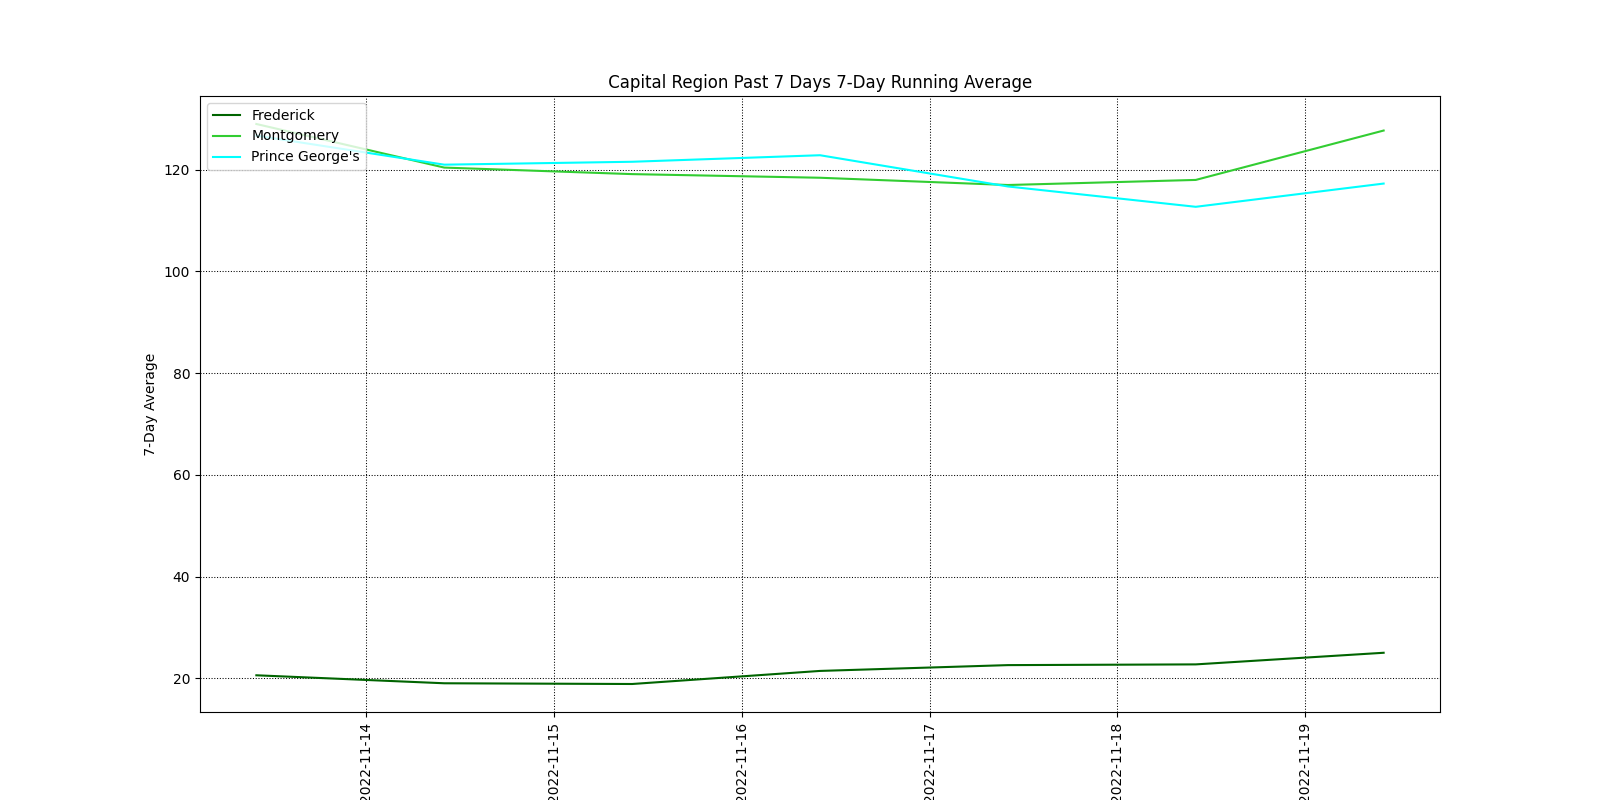 Capital Region Past 7 Days 7-Day Running Average
Frederick
Montgomery
Prince George's
7-Day Average
120
100
80
60
40
20
2022-11-14
2022-11-15
2022-11-16
2022-11-17
2022-11-18
2022-11-19